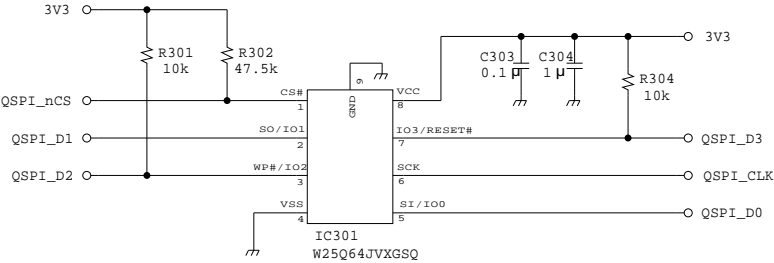 3V3
R301
10k
R302
47.5k
QSPI_nCS
QSPI_D1
QSPI_D2
CS#
1
SO/IO1
2
WP#/IO2
3
VSS
4
GND
9
VCC
8
IO3/RESET#
7
SCK
6
SI/IO0
5
IC301
W25Q64JVXGSQ
C303
0.1µ
C304
1µ
3V3
R304
10k
QSPI_D3
QSPI_CLK
QSPI_D0